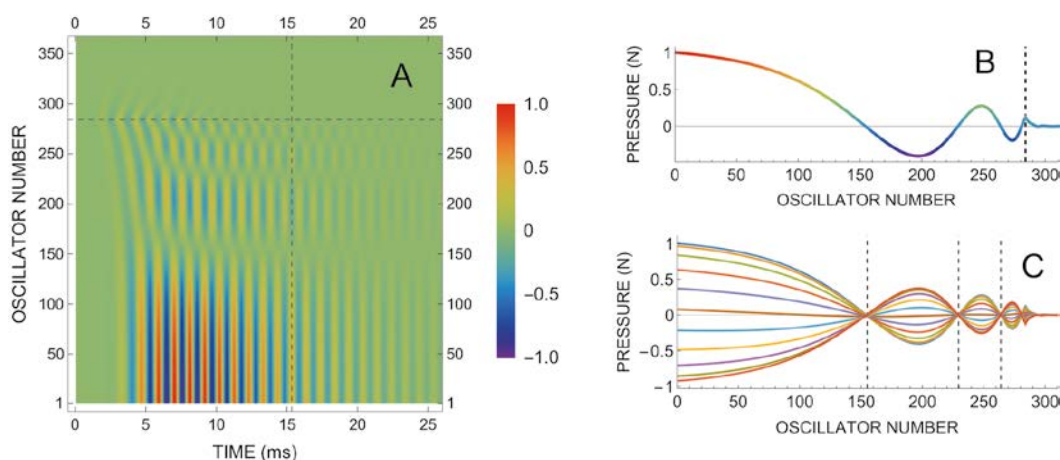 0 5 10 15 20 25
350 350
300 300
250 250
200 200
150 150
100 100
50 50
1 1
0 5 10 15 20 25
OSCILLATOR NUMBER
TIME (ms)
A
1.0
0.5
0
−0.5
−1.0
B
PRESSURE (N)
1
0
0 50 100 150 200 250 300
OSCILLATOR NUMBER
C
PRESSURE (N)
1
0.5
0
−0.5
−1
0 50 100 150 200 250 300
OSCILLATOR NUMBER